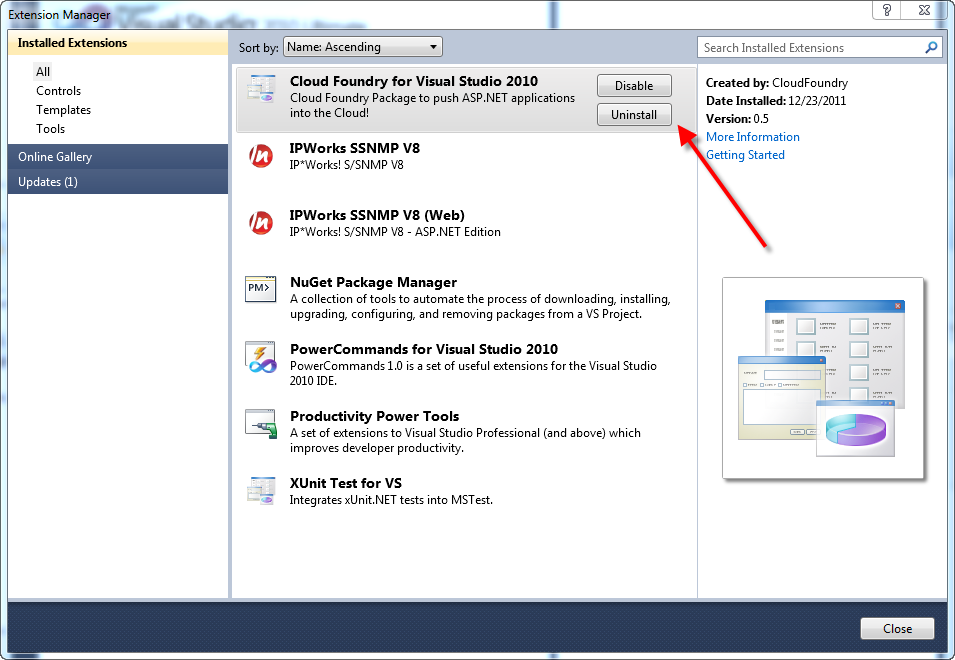 Extension Manager
Visual Studio
Installed Extensions
All
Controls
Templates
Tools
Online Gallery
Updates (1)
Sort by: Name: Ascending
Search Installed Extensions
Cloud Foundry for Visual Studio 2010
Cloud Foundry Package to push ASP.NET applications
into the Cloud!
Disable
Uninstall
IPWorks SSNMP V8
IP*Works! S/SNMP V8
IPWorks SSNMP V8 (Web)
IP*Works! S/SNMP V8 - ASP.NET Edition
PM>
NuGet Package Manager
A collection of tools to automate the process of downloading, installing,
upgrading, configuring, and removing packages from a VS Project.
PowerCommands for Visual Studio 2010
PowerCommands 1.0 is a set of useful extensions for the Visual Studio
2010 IDE.
Productivity Power Tools
A set of extensions to Visual Studio Professional (and above) which
improves developer productivity.
XUnit Test for VS
Integrates xUnit.NET tests into MSTest.
Created by: CloudFoundry
Date Installed: 12/23/2011
Version: 0.5
More Information
Getting Started
Close